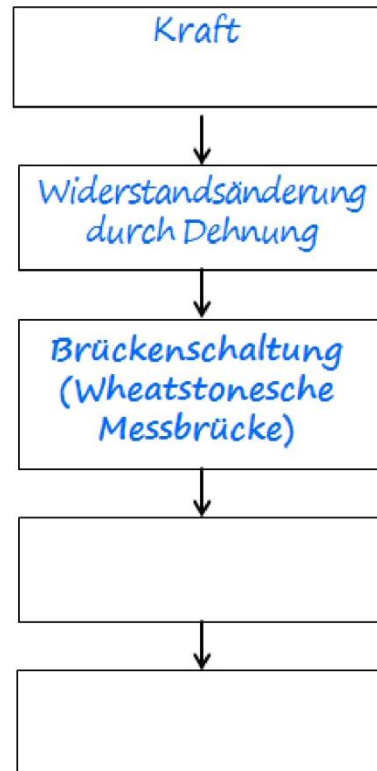 Kraft
Widerstandsänderung
durch Dehnung
Brückenschaltung
(Wheatstonesche
Messbrücke)